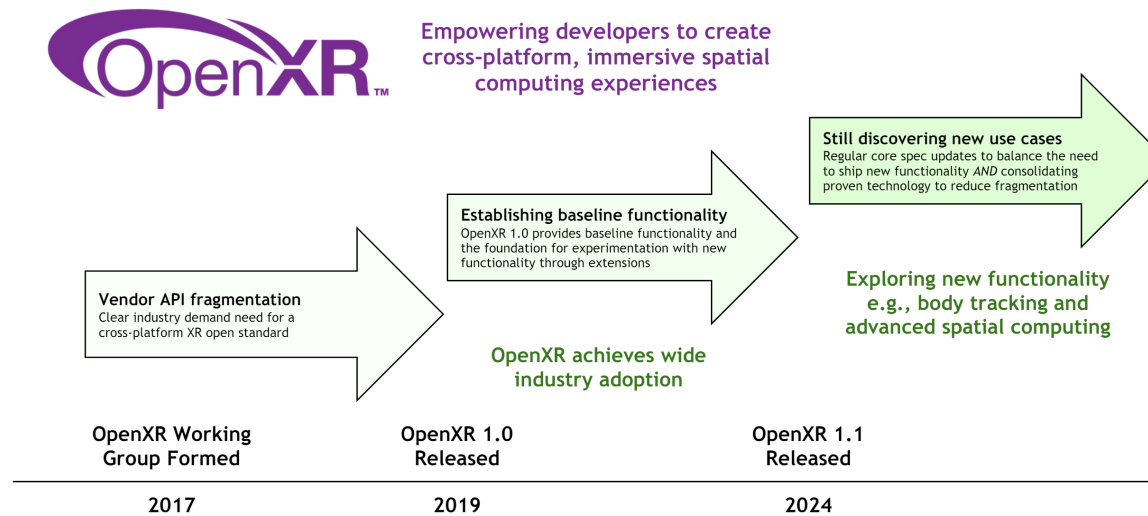 OpenXR™
Empowering developers to create
cross-platform, immersive spatial
computing experiences
Still discovering new use cases
Regular core spec updates to balance the need
to ship new functionality AND consolidating
proven technology to reduce fragmentation
Establishing baseline functionality
OpenXR 1.0 provides baseline functionality and
the foundation for experimentation with new
functionality through extensions
Vendor API fragmentation
Clear industry demand need for a
cross-platform XR open standard
Exploring new functionality
e.g., body tracking and
advanced spatial computing
OpenXR achieves wide
industry adoption
OpenXR Working
Group Formed
OpenXR 1.0
Released
OpenXR 1.1
Released
2017
2019
2024